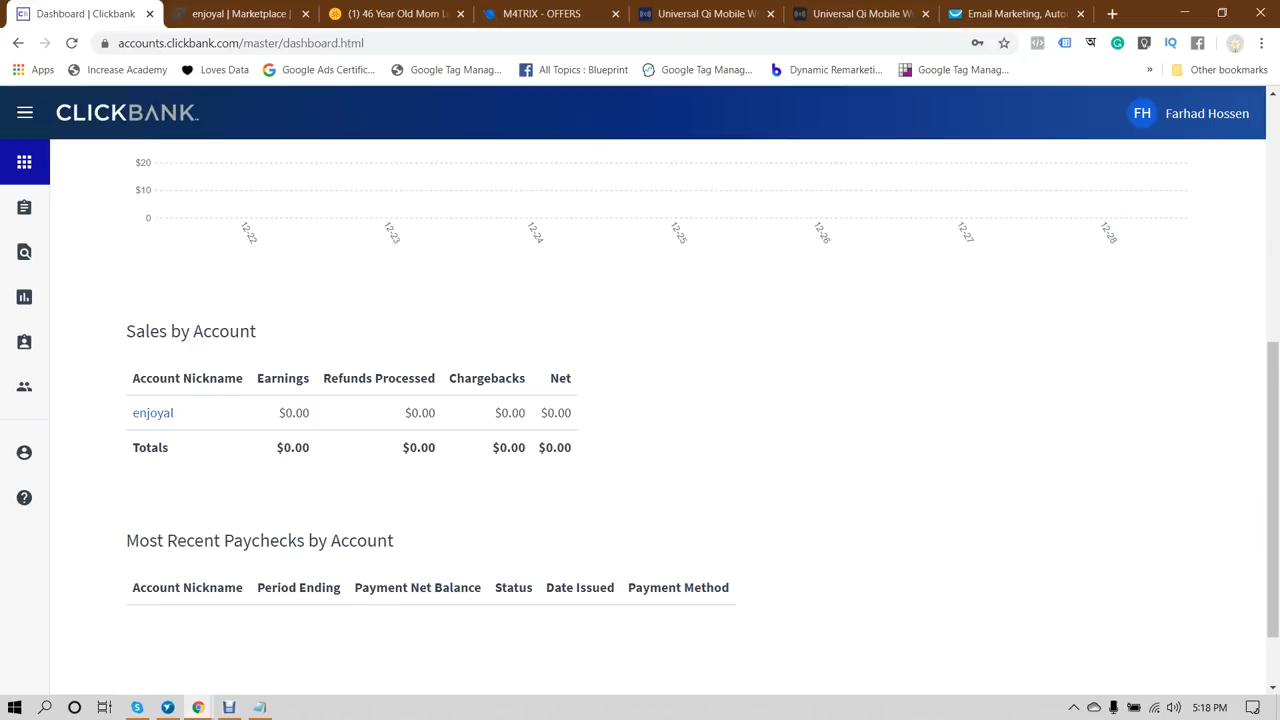 Dashboard | Clickbank
enjoyal | Marketplace |
(1) 46 Year Old Mom L
M4TRIX - OFFERS
Universal Qi Mobile W
Universal Qi Mobile W
Email Marketing, Auto
accounts.clickbank.com/master/dashboard.html
Apps
Increase Academy
Loves Data
Google Ads Certific...
Google Tag Manag...
All Topics : Blueprint
Google Tag Manag...
Dynamic Remarketi...
Google Tag Manag...
»
Other bookmarks
CLICKBANK
FH
Farhad Hossen
$20
$10
0
12-22
12-23
12-24
12-25
12-26
12-27
12-28
Sales by Account
Account Nickname Earnings Refunds Processed Chargebacks Net
enjoyal $0.00 $0.00 $0.00 $0.00
Totals $0.00 $0.00 $0.00 $0.00
Most Recent Paychecks by Account
Account Nickname Period Ending Payment Net Balance Status Date Issued Payment Method
5:18 PM